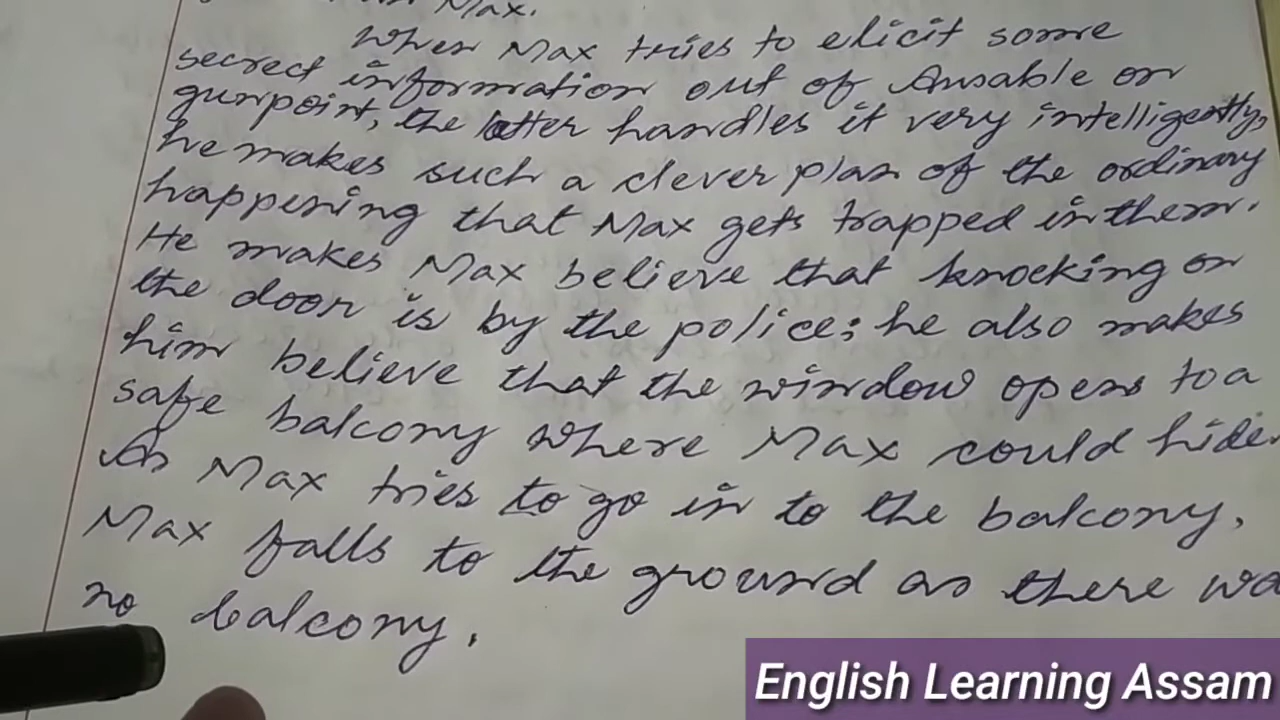 Max.
When Max tries to elicit some
secrect information out of Ausable on
gunpoint, the latter handles it very intelligently,
he makes such a clever plan of the ordinary
happening that Max gets trapped in them.
He makes Max believe that knocking on
the door is by the police; he also makes
him believe that the window opens to a
safe balcony where Max could hide.
As Max tries to go in to the balcony,
Max falls to the ground as there wa
no balcony.
English Learning Assam